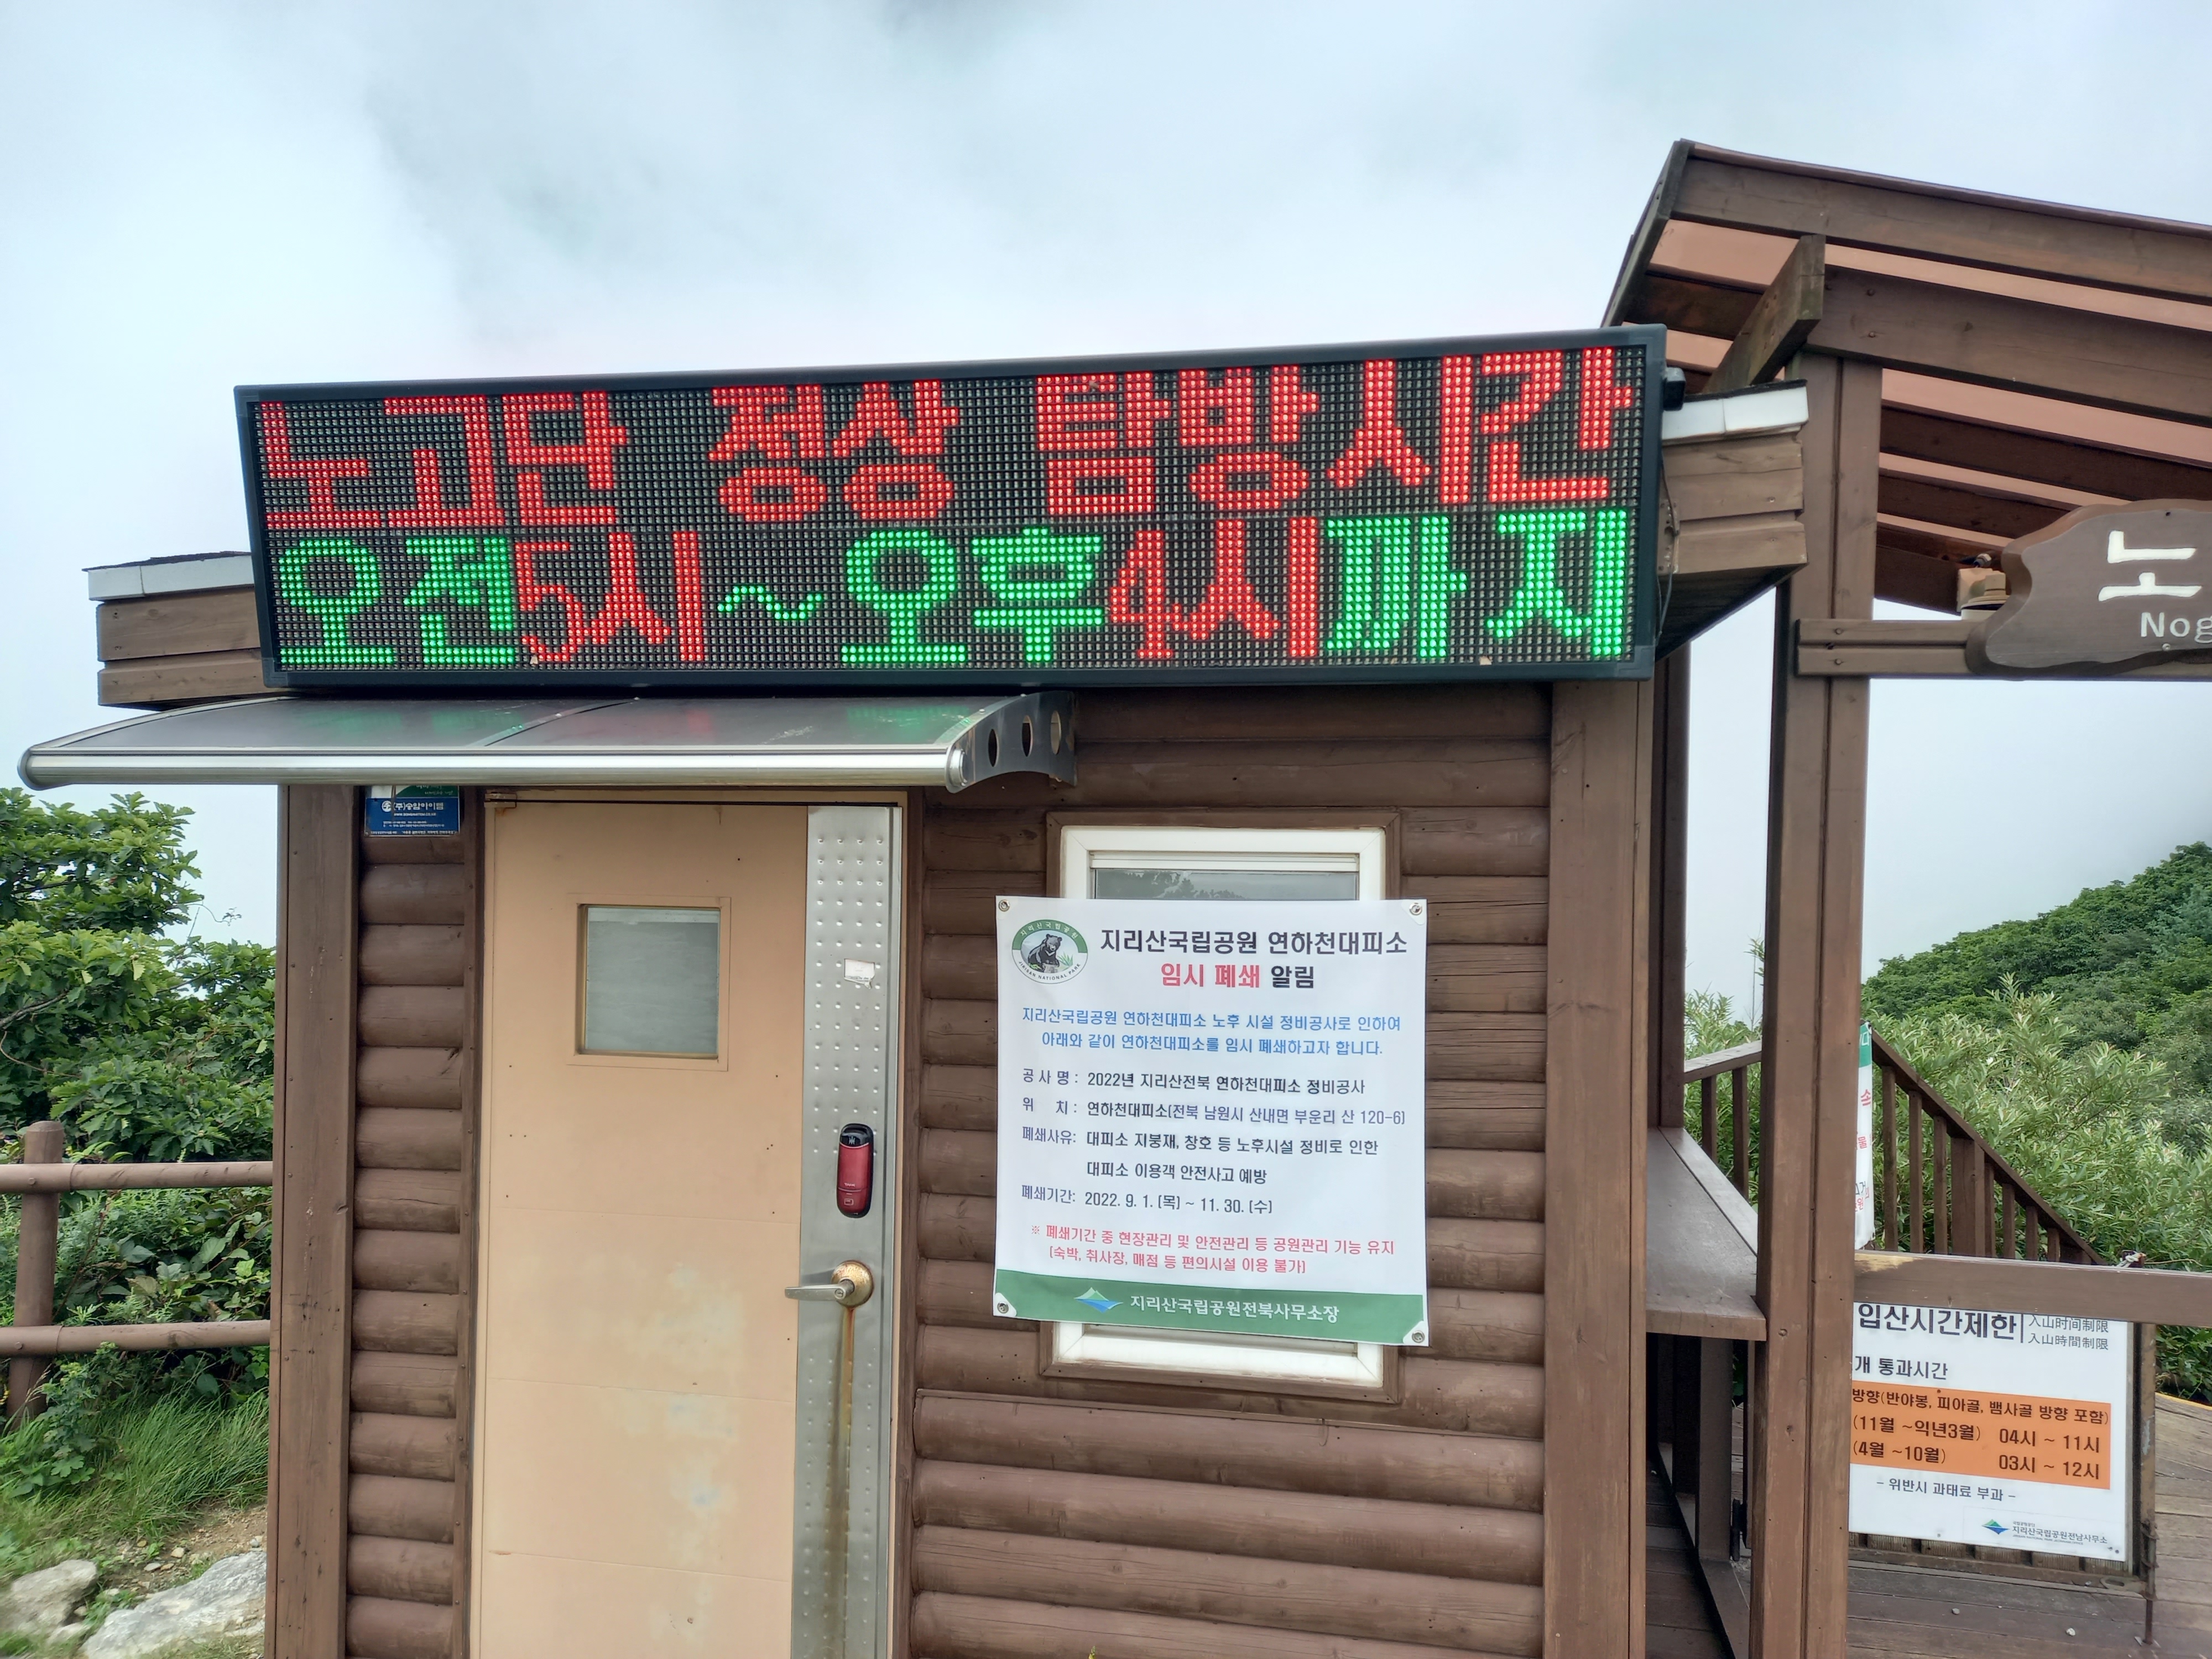 노고단 정상 탐방시간
오전5시~오후4시까지
노
Nog
(주)숭암아이엠
지리산국립공원
JIRISAN NATIONAL PARK
지리산국립공원 연하천대피소
임시 폐쇄 알림
지리산국립공원 연하천대피소 노후 시설 정비공사로 인하여
아래와 같이 연하천대피소를 임시 폐쇄하고자 합니다.
공 사 명 : 2022년 지리산전북 연하천대피소 정비공사
위 치 : 연하천대피소(전북 남원시 산내면 부운리 산 120-6)
폐쇄사유: 대피소 지붕재, 창호 등 노후시설 정비로 인한
대피소 이용객 안전사고 예방
폐쇄기간: 2022. 9. 1. (목) ~ 11. 30. (수)
※ 폐쇄기간 중 현장관리 및 안전관리 등 공원관리 기능 유지
(숙박, 취사장, 매점 등 편의시설 이용 불가)
지리산국립공원전북사무소장
입산시간제한
入山时间制限
入山時間制限
개 통과시간
방향(반야봉, 피아골, 뱀사골 방향 포함)
(11월 ~익년3월) 04시 ~ 11시
(4월 ~10월) 03시 ~ 12시
- 위반시 과태료 부과 -
지리산국립공원전남사무소